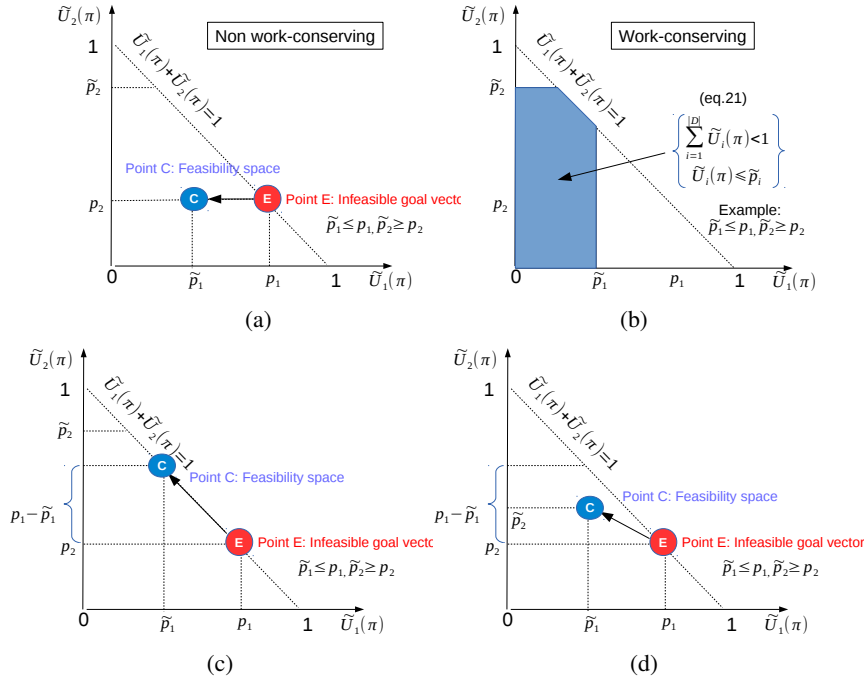 Ũ₂(π)
Non work-conserving
1
Ũ₁(π)+Ũ₂(π)=1
p̃₂
Point C: Feasibility space
p₂
C
E
Point E: Infeasible goal vecto
p̃₁≤p₁, p̃₂≥p₂
0
p̃₁
p₁
1
Ũ₁(π)
(a)
Ũ₂(π)
Work-conserving
1
Ũ₁(π)+Ũ₂(π)=1
p̃₂
(eq.21)
{∑ᵢ₌₁^|D| Ũᵢ(π)<1
Ũᵢ(π)≤p̃ᵢ}
p₂
Example:
p̃₁≤p₁, p̃₂≥p₂
0
p̃₁
p₁
1
Ũ₁(π)
(b)
Ũ₂(π)
1
Ũ₁(π)+Ũ₂(π)=1
p̃₂
C
Point C: Feasibility space
p₁−p̃₁
p₂
E
Point E: Infeasible goal vecto
p̃₁≤p₁, p̃₂≥p₂
0
p̃₁
p₁
1
Ũ₁(π)
(c)
Ũ₂(π)
1
Ũ₁(π)+Ũ₂(π)=1
p₁−p̃₁
p̃₂
C
Point C: Feasibility space
p₂
E
Point E: Infeasible goal vector
p̃₁≤p₁, p̃₂≥p₂
0
p̃₁
p₁
1
Ũ₁(π)
(d)